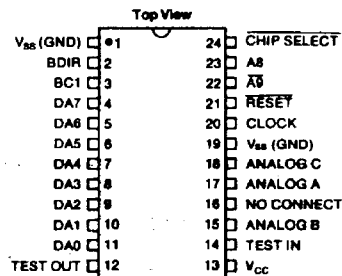 Top View
Vss (GND) 1 24 CHIP SELECT
BDIR 2 23 A8
BC1 3 22 A9
DA7 4 21 RESET
DA6 5 20 CLOCK
DA5 6 19 Vss (GND)
DA4 7 18 ANALOG C
DA3 8 17 ANALOG A
DA2 9 16 NO CONNECT
DA1 10 15 ANALOG B
DA0 11 14 TEST IN
TEST OUT 12 13 Vcc